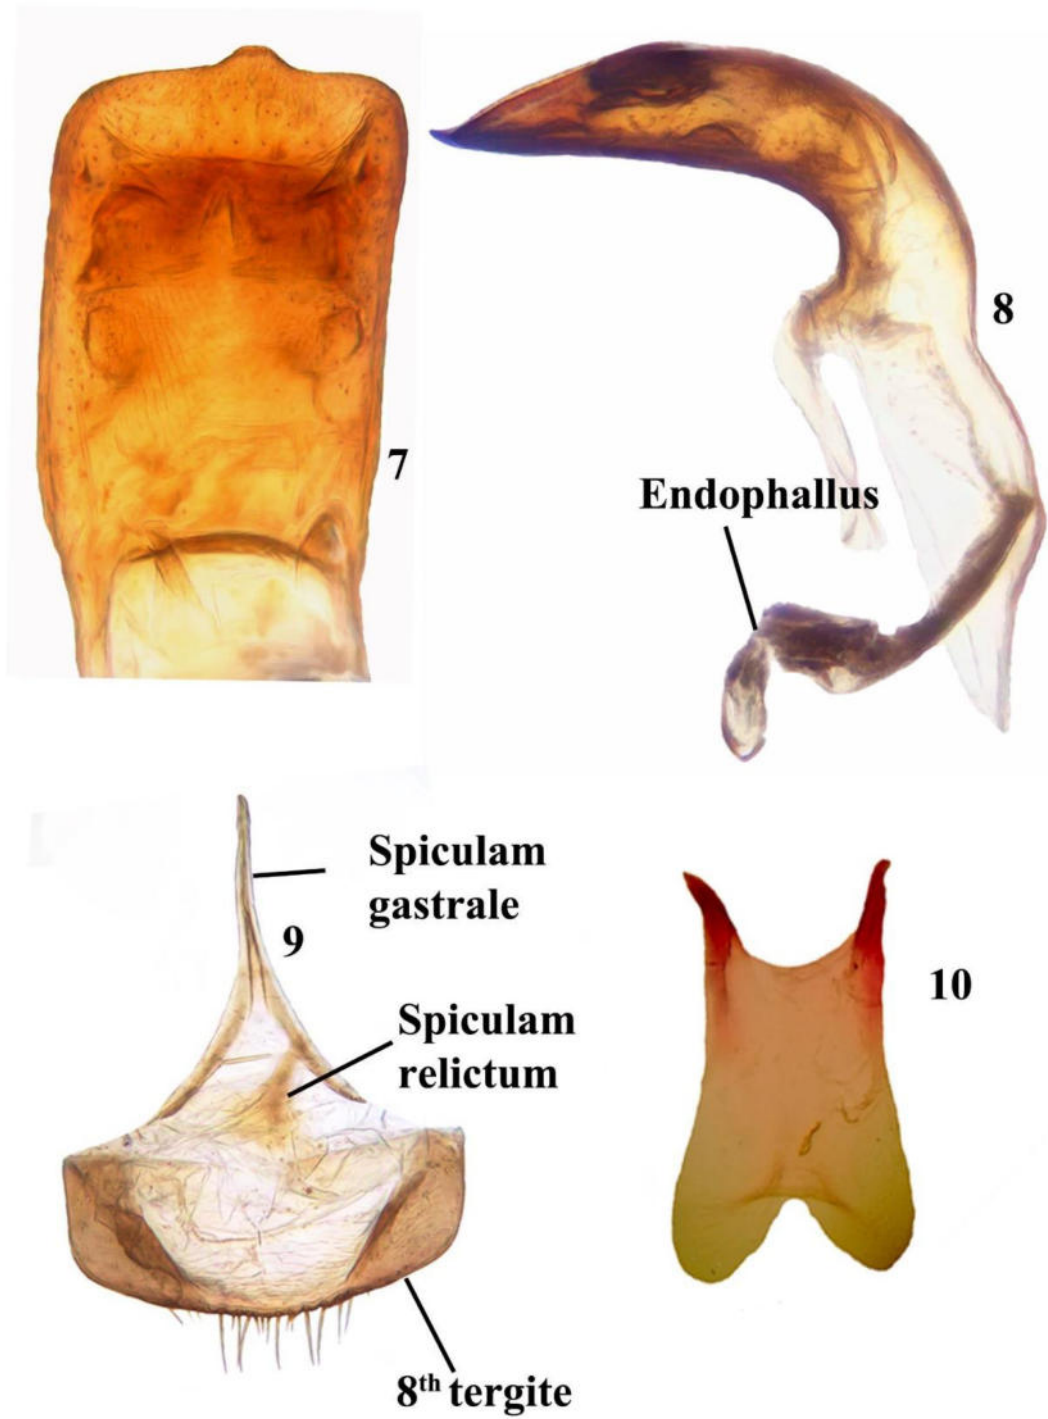 8
7
Endophallus
Spiculam
gastrale
9
10
Spiculam
relictum
8th tergite